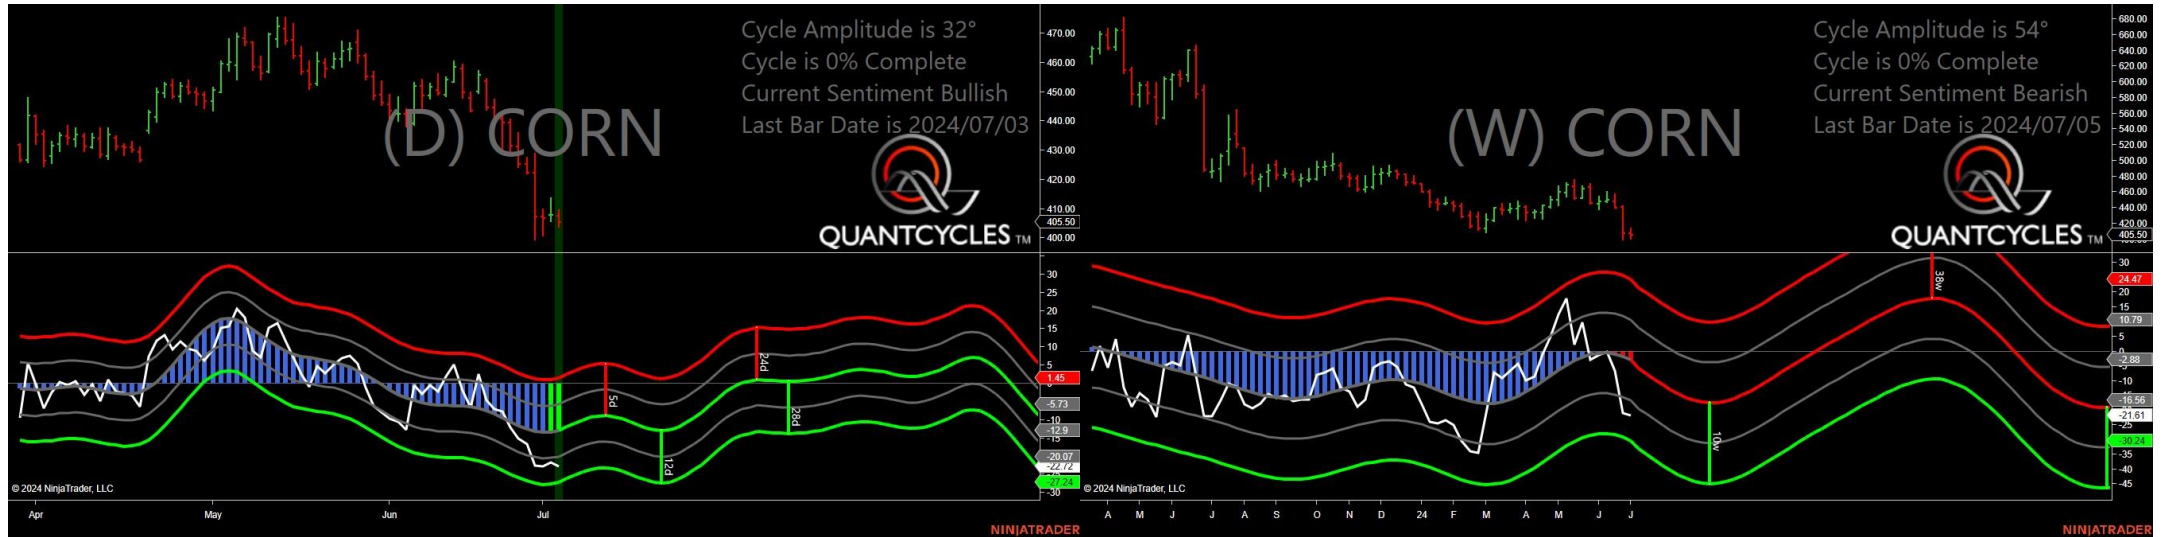 Cycle Amplitude is 32°
Cycle is 0% Complete
Current Sentiment Bullish
Last Bar Date is 2024/07/03
(D) CORN
QUANTCYCLES TM
470.00
460.00
450.00
440.00
430.00
420.00
410.00
405.50
400.00
30
25
20
15
10
5
1.45
-5.73
-10
-12.9
-15
-20.07
-22.72
-27.24
-30
5d
12d
24d
28d
© 2024 NinjaTrader, LLC
Apr
May
Jun
Jul
NINJATRADER
Cycle Amplitude is 54°
Cycle is 0% Complete
Current Sentiment Bearish
Last Bar Date is 2024/07/05
(W) CORN
QUANTCYCLES TM
680.00
660.00
640.00
620.00
600.00
580.00
560.00
540.00
520.00
500.00
480.00
460.00
440.00
420.00
405.50
30
24.47
20
15
10.79
5
0
-2.88
-10
-16.56
-21.61
-25
-30.24
-35
-40
-45
10w
38w
© 2024 NinjaTrader, LLC
A M J J A S O N D 24 F M A M J J
NINJATRADER